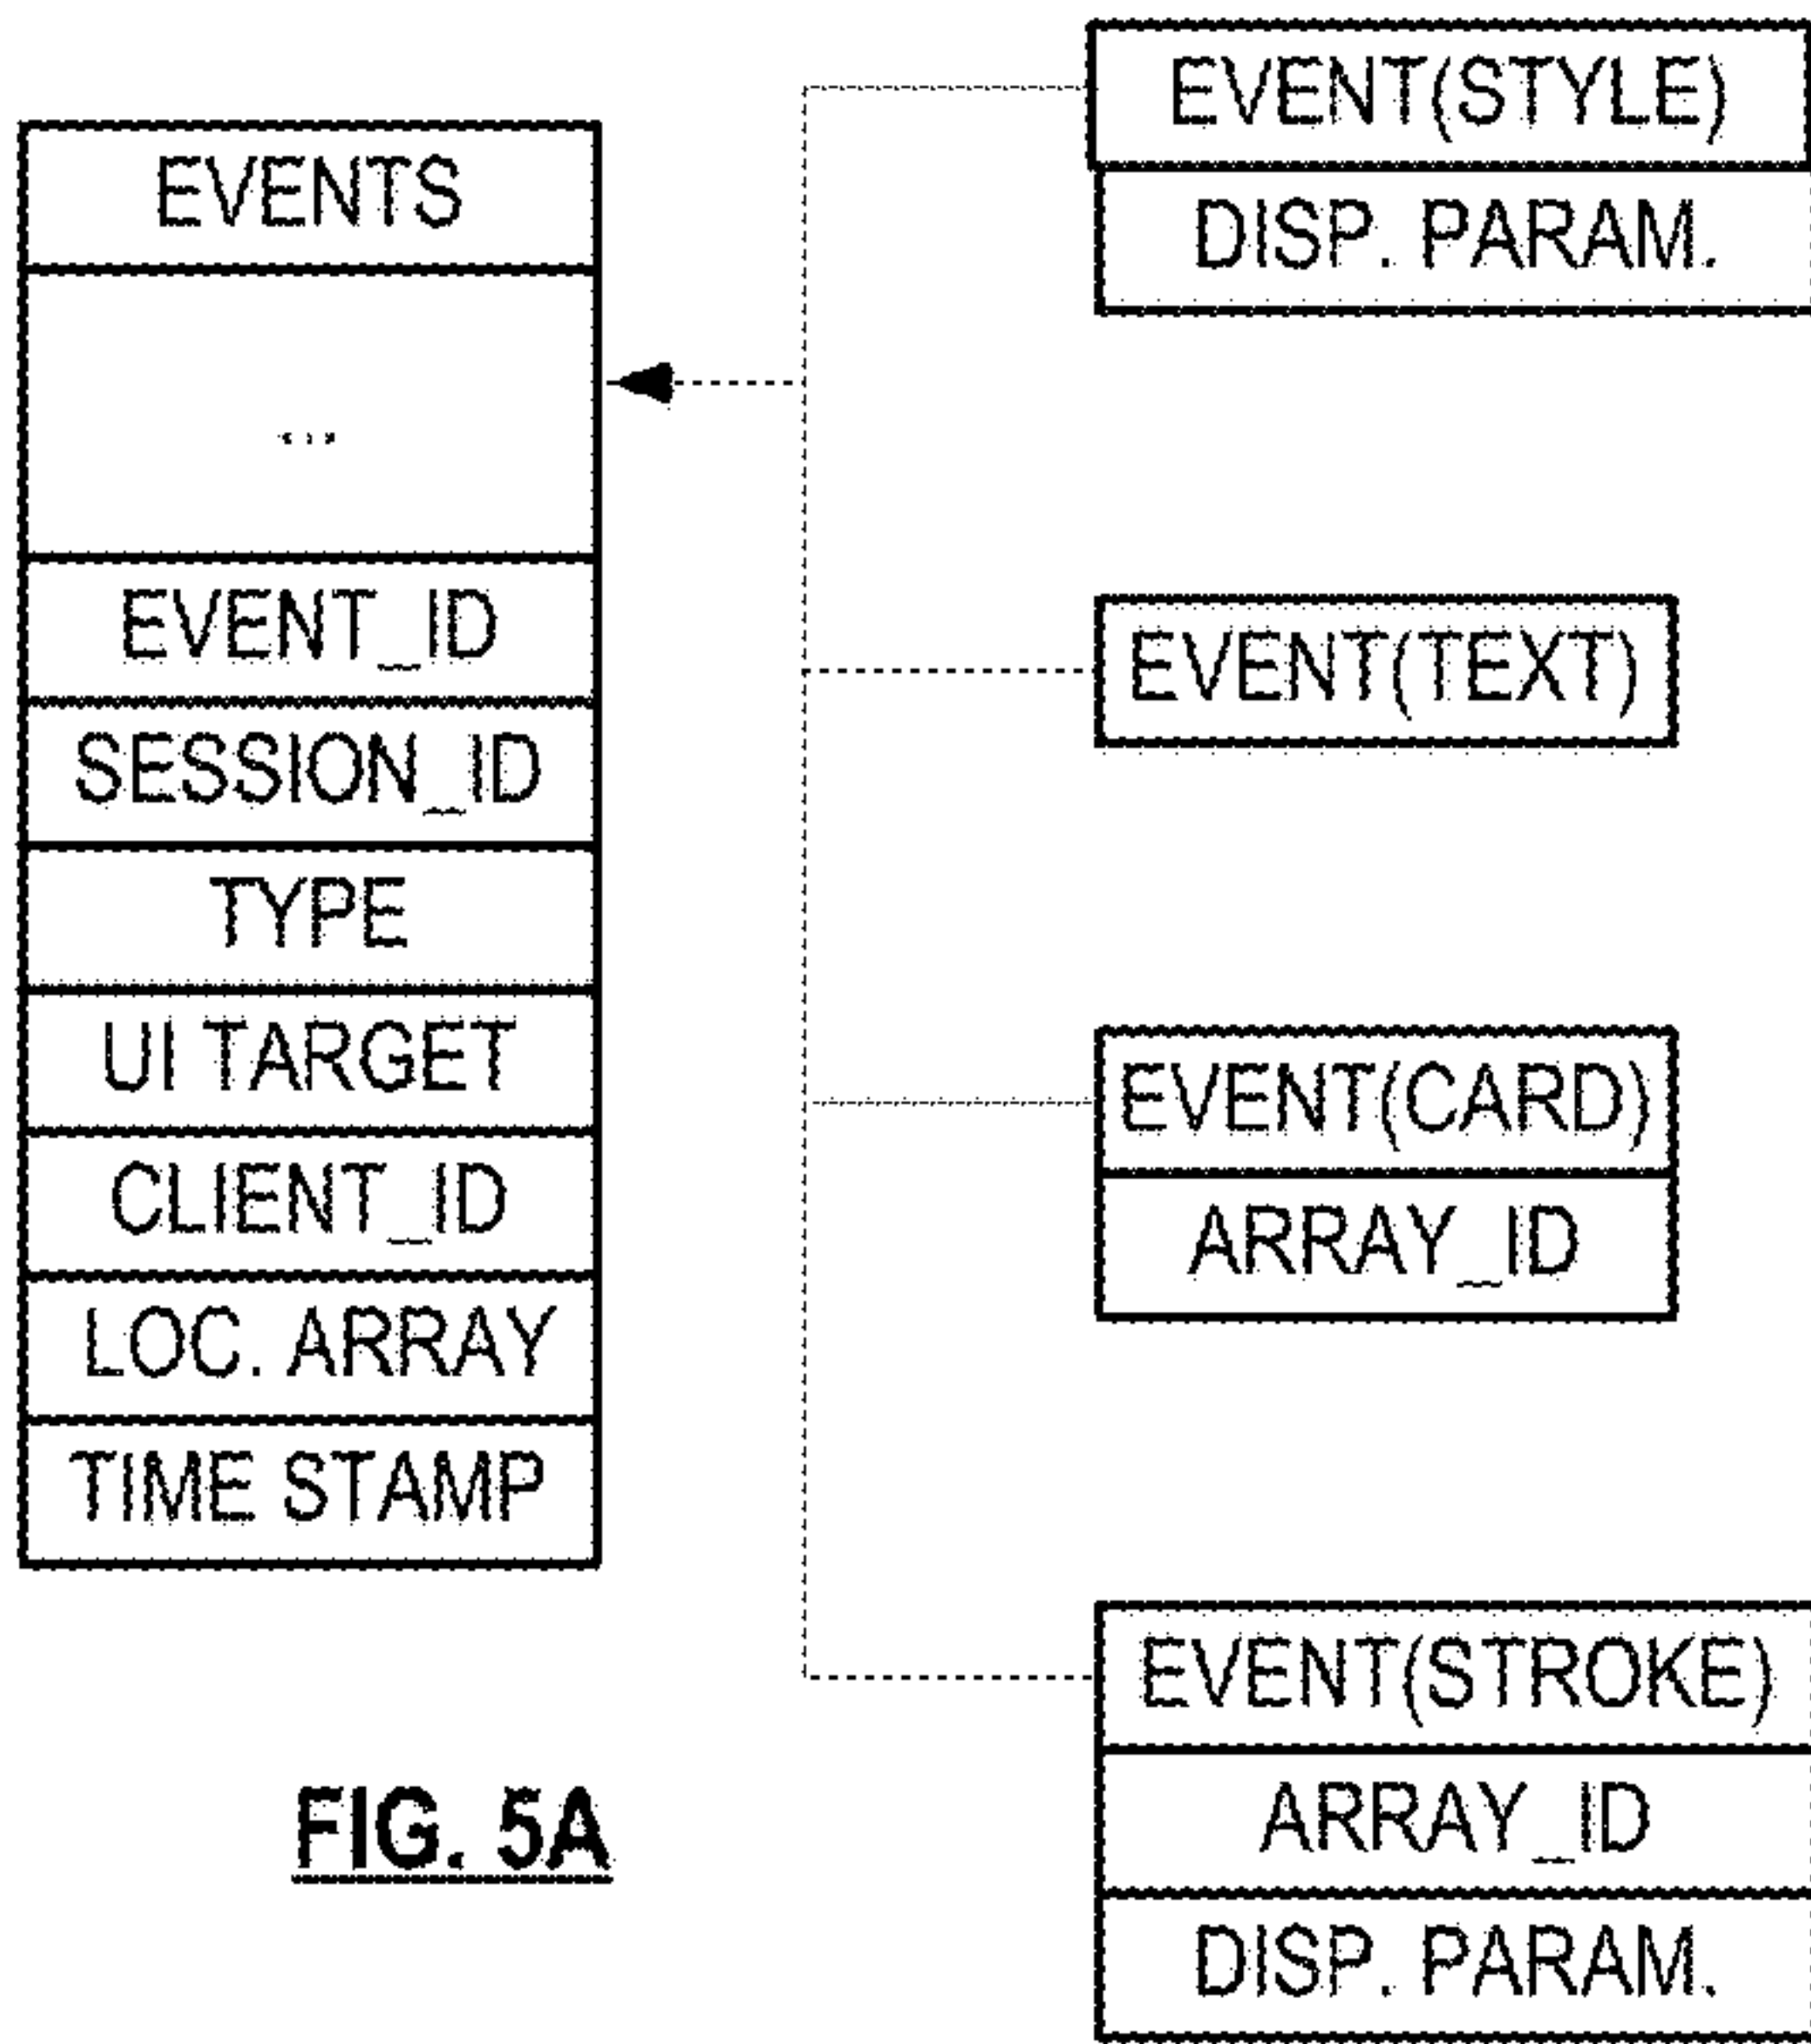 EVENTS
...
EVENT_ID
SESSION_ID
TYPE
UI TARGET
CLIENT_ID
LOC. ARRAY
TIME STAMP
EVENT(STYLE)
DISP. PARAM.
EVENT(TEXT)
EVENT(CARD)
ARRAY_ID
EVENT(STROKE)
ARRAY_ID
DISP. PARAM.
FIG. 5A